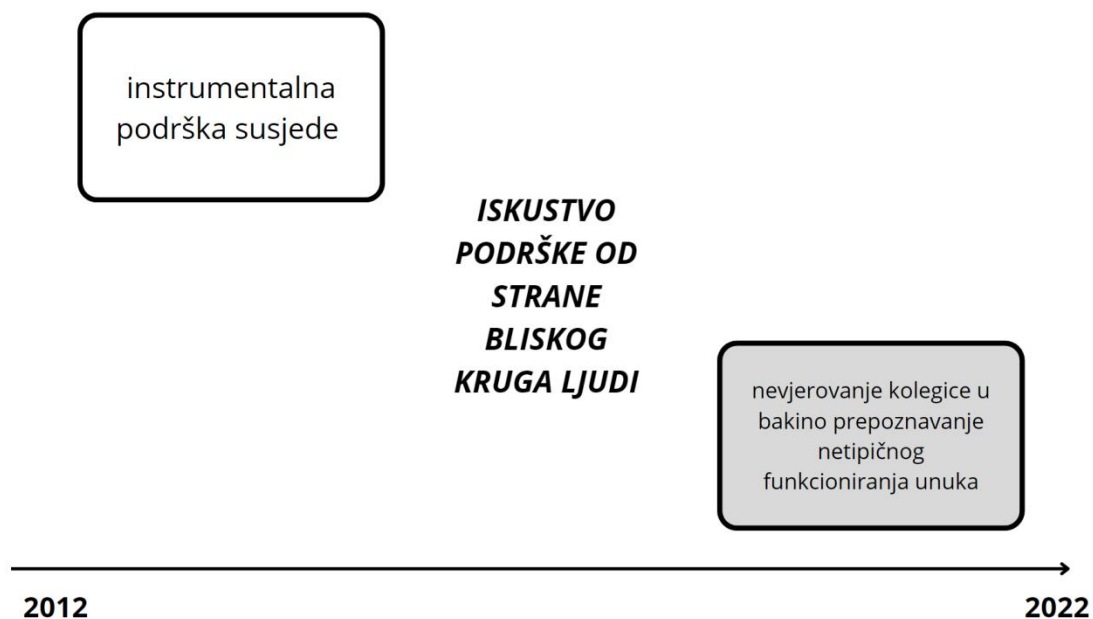 instrumentalna
podrška susjede
ISKUSTVO
PODRŠKE OD
STRANE
BLISKOG
KRUGA LJUDI
nevjerovanje kolegice u
bakino prepoznavanje
netipičnog
funkcioniranja unuka
2012
2022